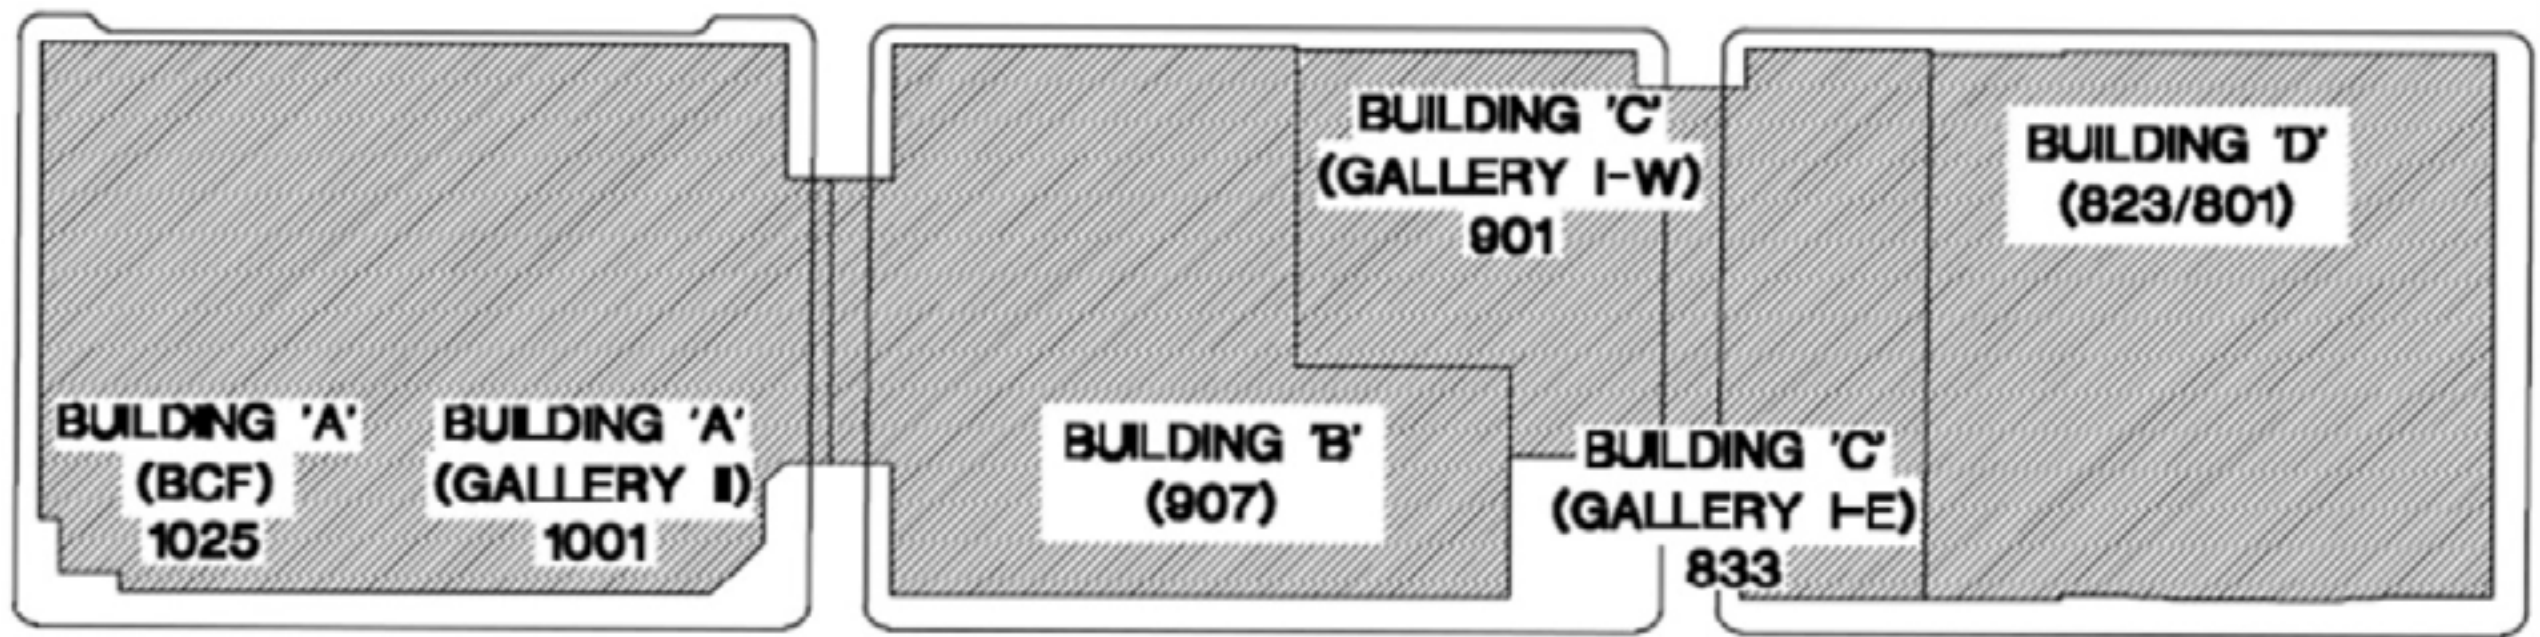 BUILDING 'A'
(BCF)
1025
BUILDING 'A'
(GALLERY II)
1001
BUILDING 'B'
(907)
BUILDING 'C'
(GALLERY I-W)
901
BUILDING 'C'
(GALLERY I-E)
833
BUILDING 'D'
(823/801)